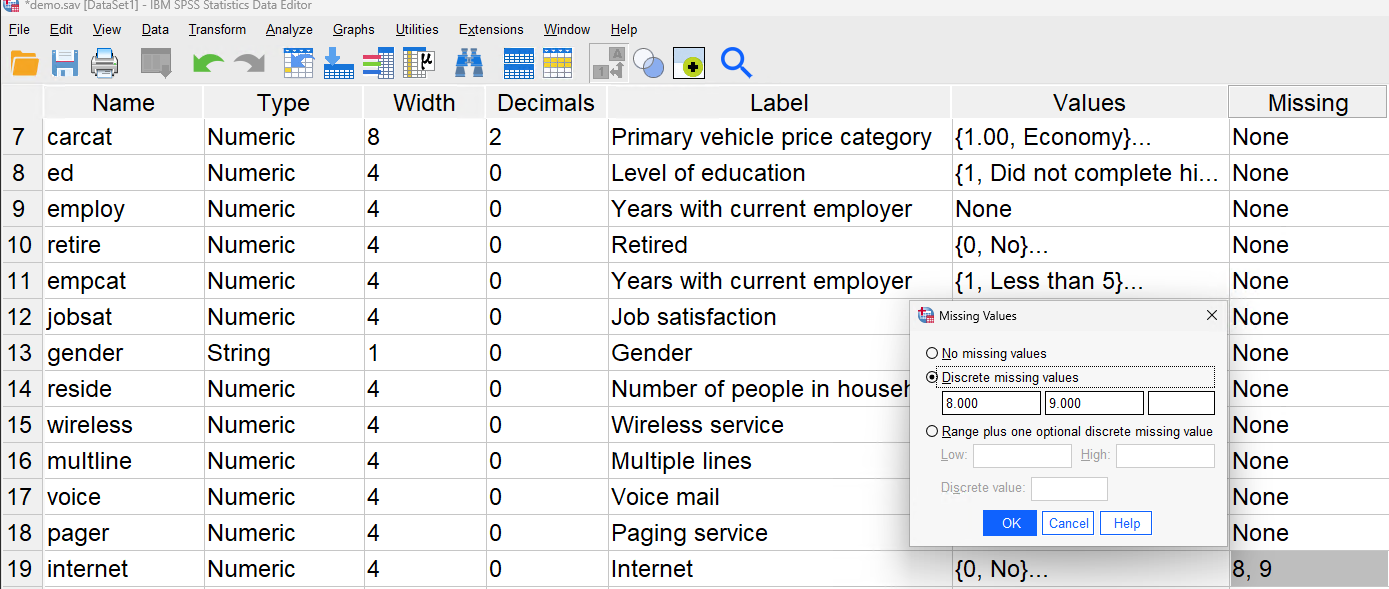 *demo.sav [DataSet1] - IBM SPSS Statistics Data Editor
File Edit View Data Transform Analyze Graphs Utilities Extensions Window Help
Name Type Width Decimals Label Values Missing
7 carcat Numeric 8 2 Primary vehicle price category {1.00, Economy}... None
8 ed Numeric 4 0 Level of education {1, Did not complete hi... None
9 employ Numeric 4 0 Years with current employer None None
10 retire Numeric 4 0 Retired {0, No}... None
11 empcat Numeric 4 0 Years with current employer {1, Less than 5}... None
12 jobsat Numeric 4 0 Job satisfaction None
13 gender String 1 0 Gender None
14 reside Numeric 4 0 Number of people in househ None
15 wireless Numeric 4 0 Wireless service None
16 multline Numeric 4 0 Multiple lines None
17 voice Numeric 4 0 Voice mail None
18 pager Numeric 4 0 Paging service None
19 internet Numeric 4 0 Internet {0, No}... 8, 9
Missing Values
No missing values
Discrete missing values
8.000 9.000
Range plus one optional discrete missing value
Low: High:
Discrete value:
OK Cancel Help